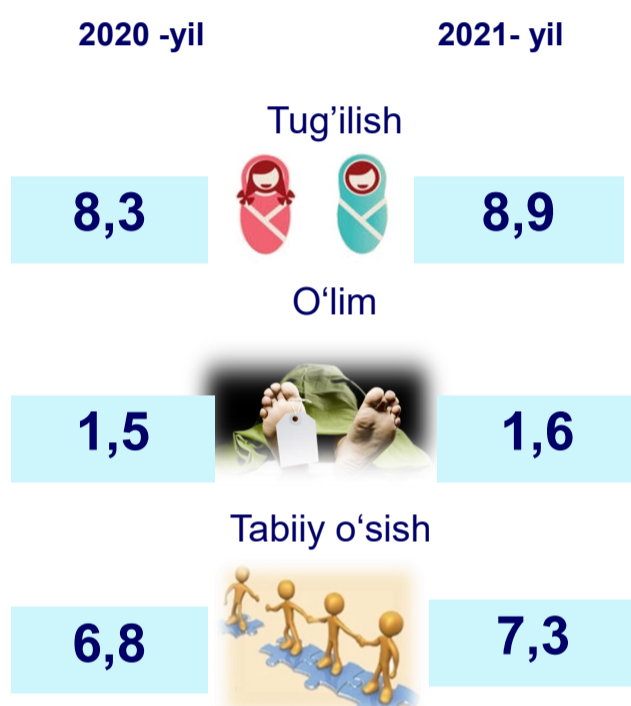 2020 -yil 2021- yil
Tug’ilish
8,3 8,9
O‘lim
1,5 1,6
Tabiiy o‘sish
6,8 7,3